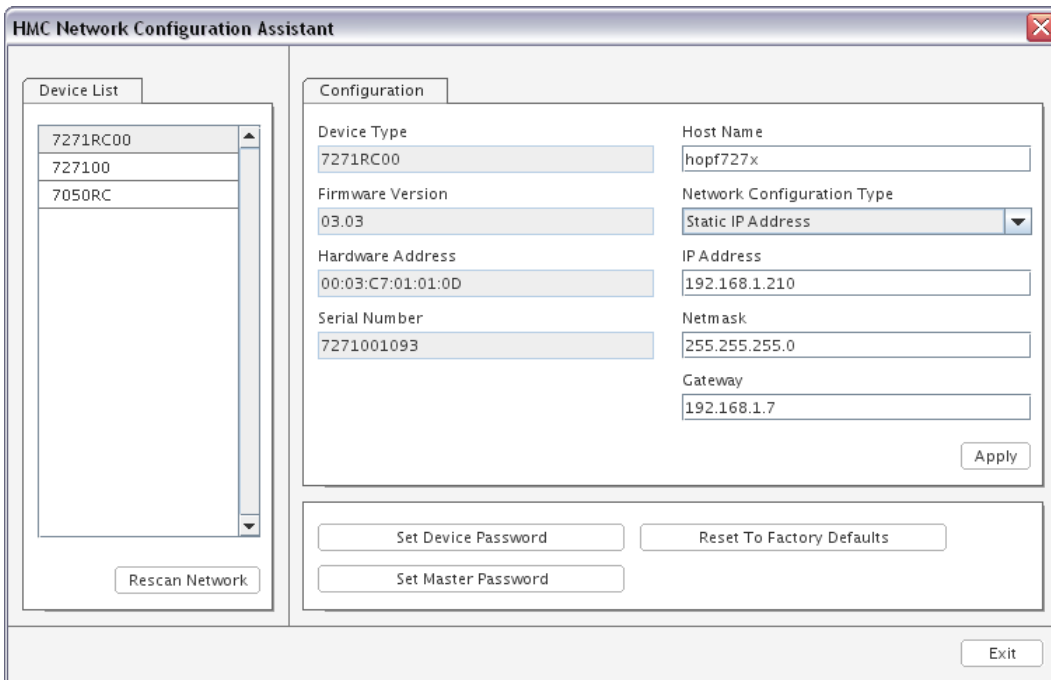 HMC Network Configuration Assistant
Device List
7271RC00
727100
7050RC
Rescan Network
Configuration
Device Type
7271RC00
Firmware Version
03.03
Hardware Address
00:03:C7:01:01:0D
Serial Number
7271001093
Host Name
hopf727x
Network Configuration Type
Static IP Address
IP Address
192.168.1.210
Netmask
255.255.255.0
Gateway
192.168.1.7
Apply
Set Device Password
Reset To Factory Defaults
Set Master Password
Exit